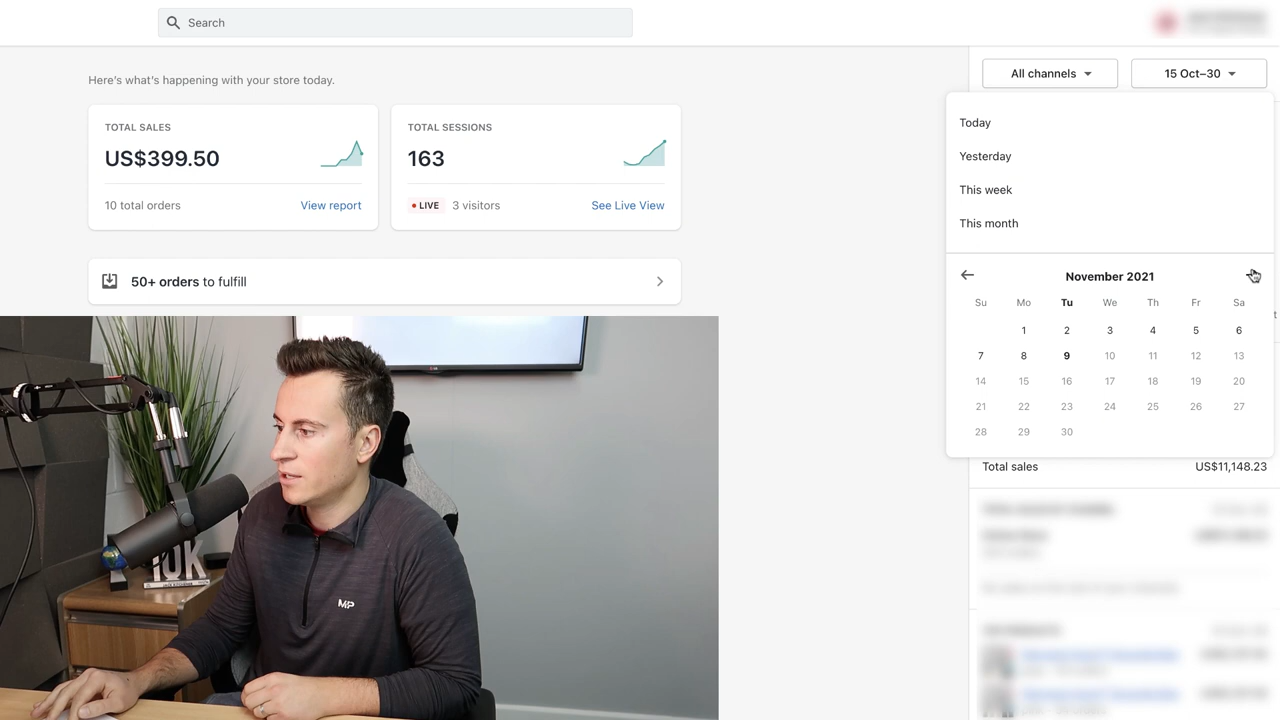 Search
Here's what's happening with your store today.
All channels
15 Oct–30
TOTAL SALES
US$399.50
10 total orders
View report
TOTAL SESSIONS
163
LIVE
3 visitors
See Live View
50+ orders to fulfill
Today
Yesterday
This week
This month
November 2021
Su Mo Tu We Th Fr Sa
1 2 3 4 5 6
7 8 9 10 11 12 13
14 15 16 17 18 19 20
21 22 23 24 25 26 27
28 29 30
Total sales
US$11,148.23
LG
10K
MP